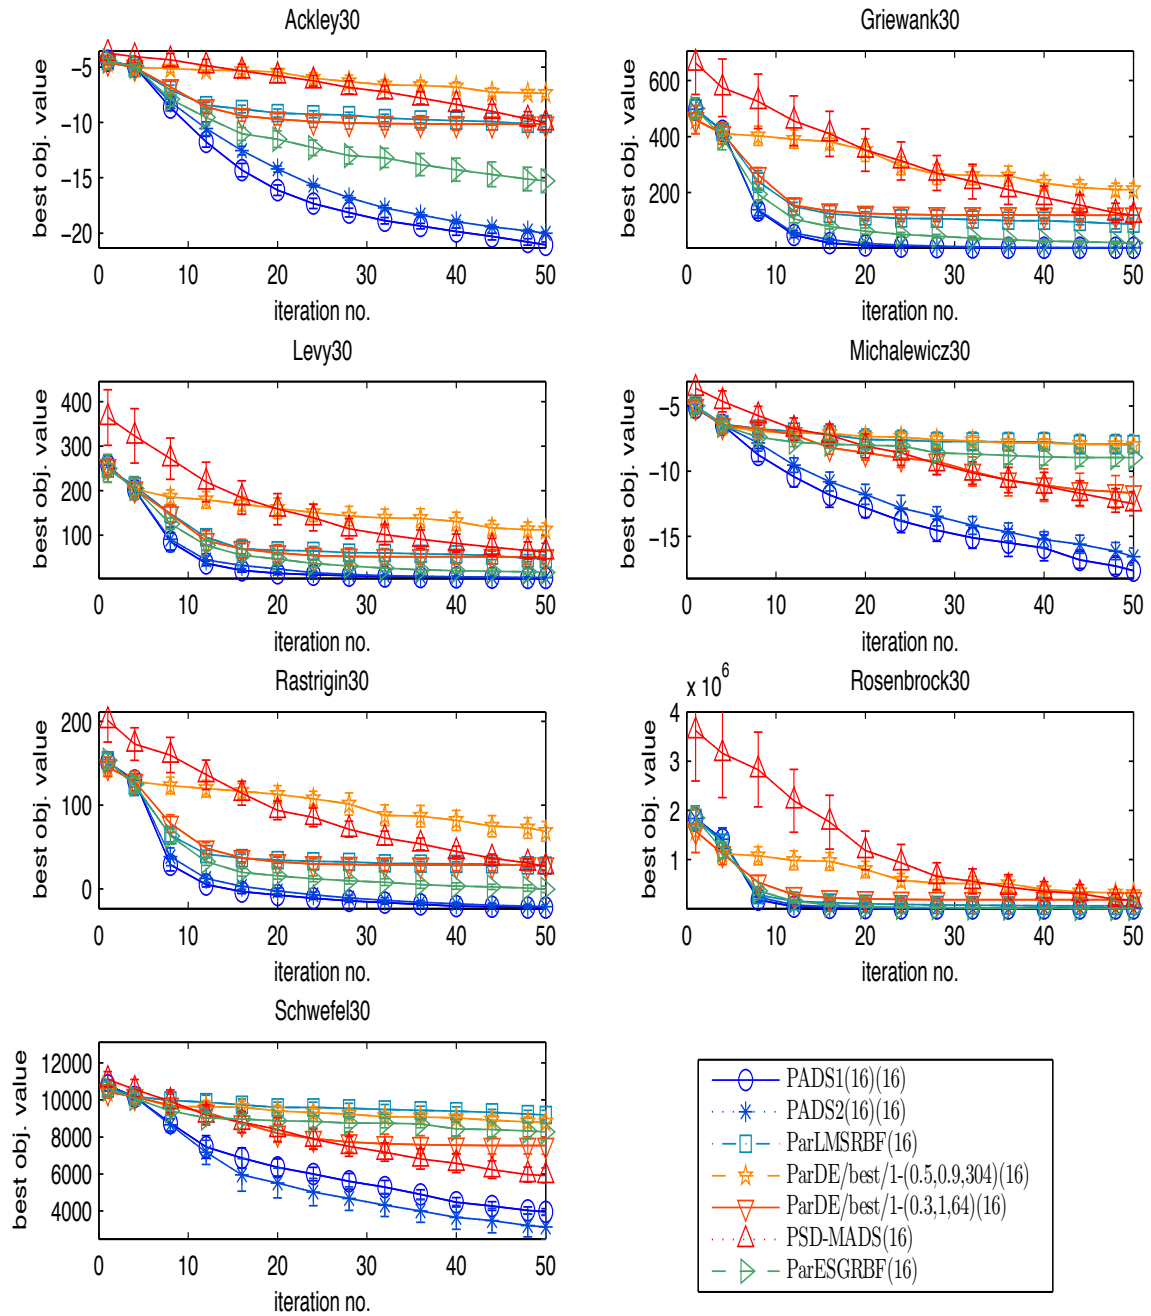 Ackley30
best obj. value
−5
−10
−15
−20
0 10 20 30 40 50
iteration no.
Griewank30
best obj. value
600
400
200
0 10 20 30 40 50
iteration no.
Levy30
best obj. value
400
300
200
100
0 10 20 30 40 50
iteration no.
Michalewicz30
best obj. value
−5
−10
−15
0 10 20 30 40 50
iteration no.
Rastrigin30
best obj. value
200
100
0
0 10 20 30 40 50
iteration no.
Rosenbrock30
x 10^6
best obj. value
4
3
2
1
0 10 20 30 40 50
iteration no.
Schwefel30
best obj. value
12000
10000
8000
6000
4000
0 10 20 30 40 50
iteration no.
PADS1(16)(16)
PADS2(16)(16)
ParLMSRBF(16)
ParDE/best/1-(0.5,0.9,304)(16)
ParDE/best/1-(0.3,1,64)(16)
PSD-MADS(16)
ParESGRBF(16)